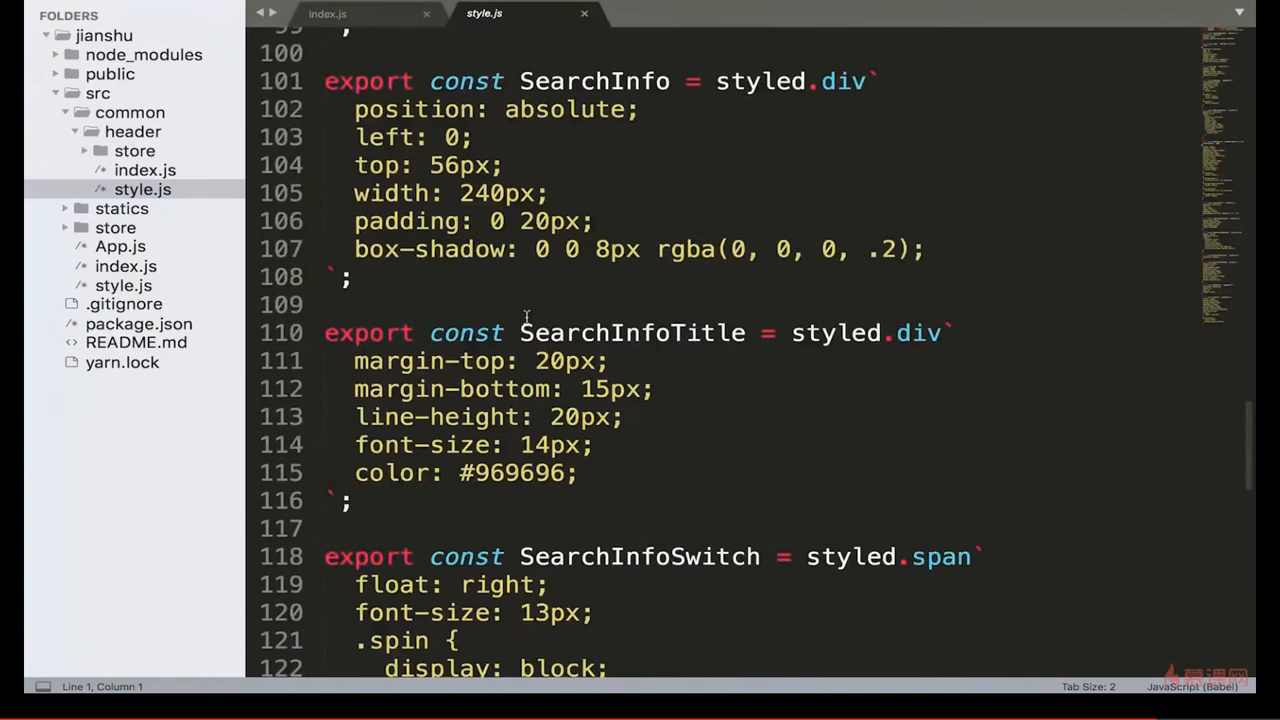 FOLDERS
jianshu
node_modules
public
src
common
header
store
index.js
style.js
statics
store
App.js
index.js
style.js
.gitignore
package.json
README.md
yarn.lock
index.js
style.js
99 `;
100
101 export const SearchInfo = styled.div`
102 position: absolute;
103 left: 0;
104 top: 56px;
105 width: 240px;
106 padding: 0 20px;
107 box-shadow: 0 0 8px rgba(0, 0, 0, .2);
108 `;
109
110 export const SearchInfoTitle = styled.div`
111 margin-top: 20px;
112 margin-bottom: 15px;
113 line-height: 20px;
114 font-size: 14px;
115 color: #969696;
116 `;
117
118 export const SearchInfoSwitch = styled.span`
119 float: right;
120 font-size: 13px;
121 .spin {
122 display: block;
慕课网
Line 1, Column 1
Tab Size: 2
JavaScript (Babel)